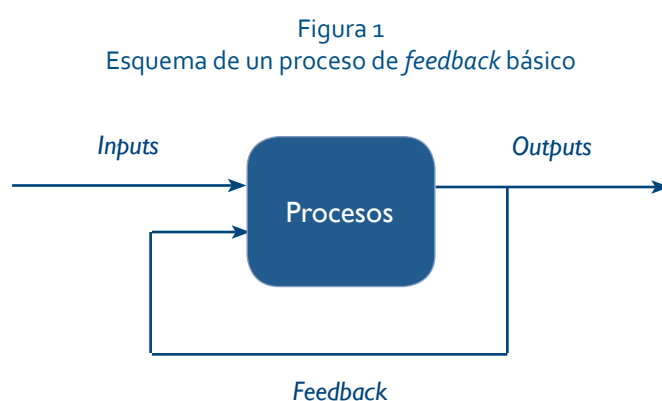 Figura 1
Esquema de un proceso de feedback básico
Inputs
Outputs
Procesos
Feedback